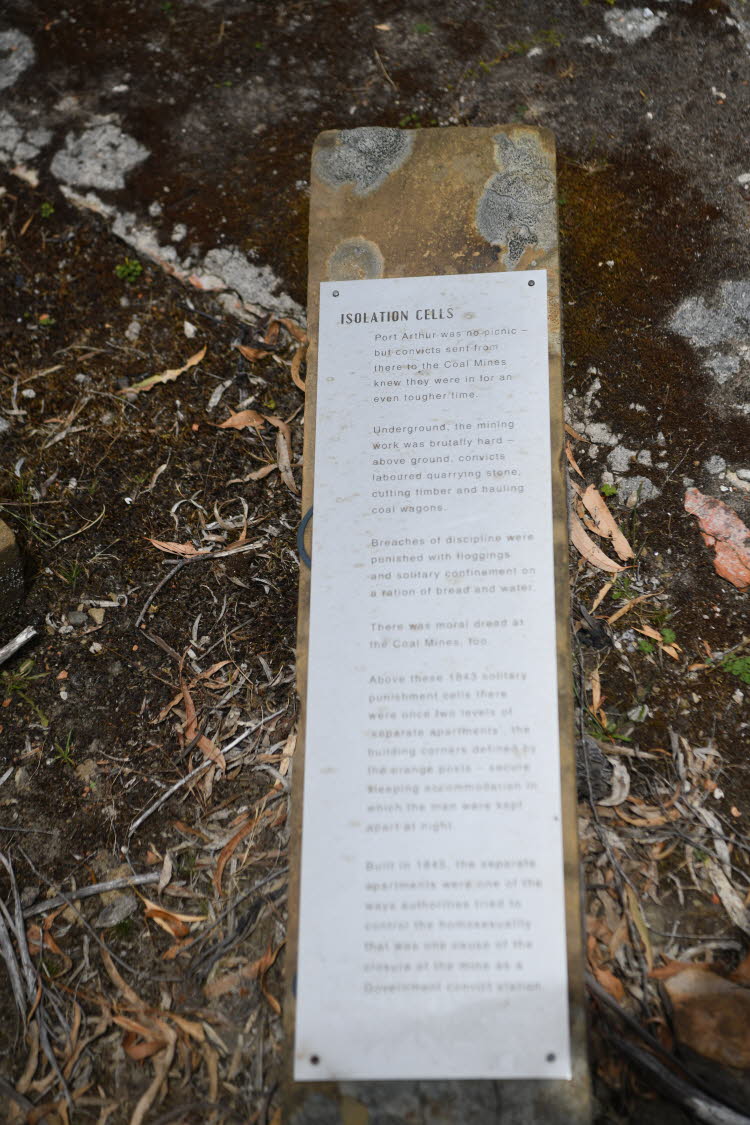 ISOLATION CELLS
Port Arthur was no picnic –
but convicts sent from
there to the Coal Mines
knew they were in for an
even tougher time.
Underground, the mining
work was brutally hard –
above ground, convicts
laboured quarrying stone,
cutting timber and hauling
coal wagons.
Breaches of discipline were
punished with floggings
and solitary confinement on
a ration of bread and water.
There was moral dread at
the Coal Mines, too.
Above these 1843 solitary
punishment cells there
were once two levels of
'separate apartments', the
building corners defined by
the orange posts – secure
sleeping accommodation in
which the men were kept
apart at night.
Built in 1845, the separate
apartments were one of the
ways authorities tried to
control the homosexuality
that was one cause of the
closure of the mine as a
Government convict station.